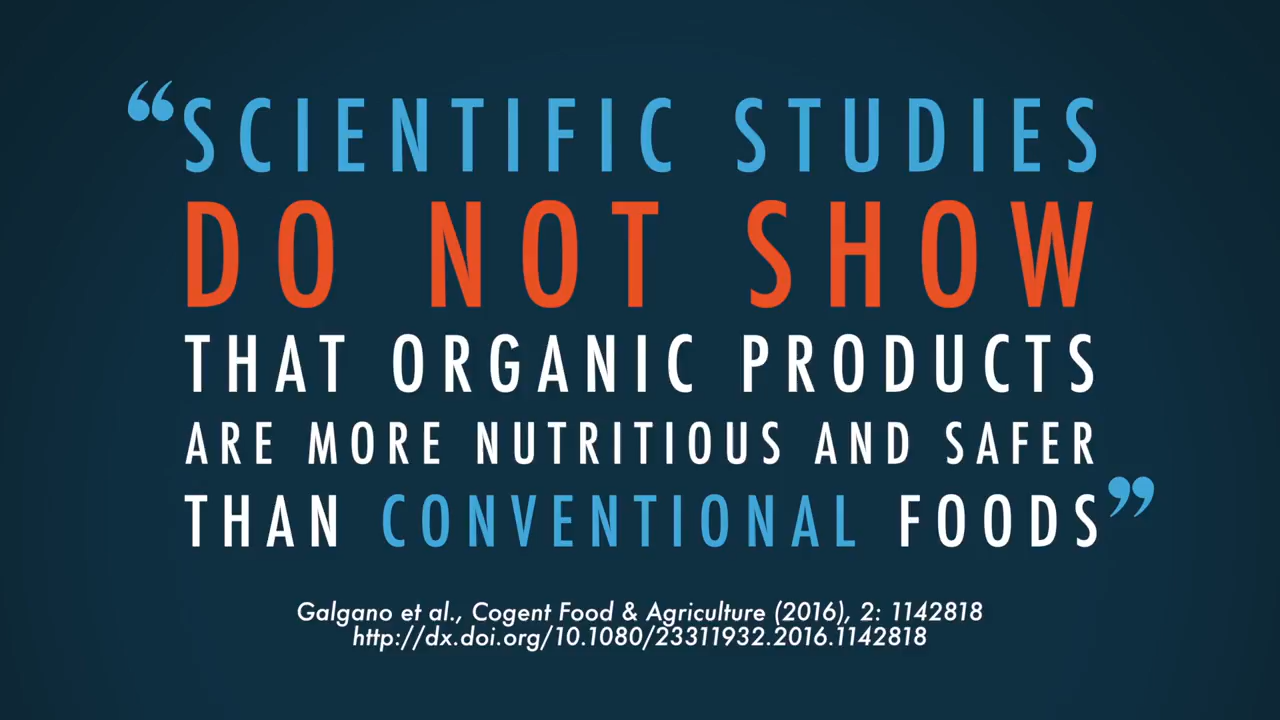 “SCIENTIFIC STUDIES
DO NOT SHOW
THAT ORGANIC PRODUCTS
ARE MORE NUTRITIOUS AND SAFER
THAN CONVENTIONAL FOODS”
Galgano et al., Cogent Food & Agriculture (2016), 2: 1142818
http://dx.doi.org/10.1080/23311932.2016.1142818